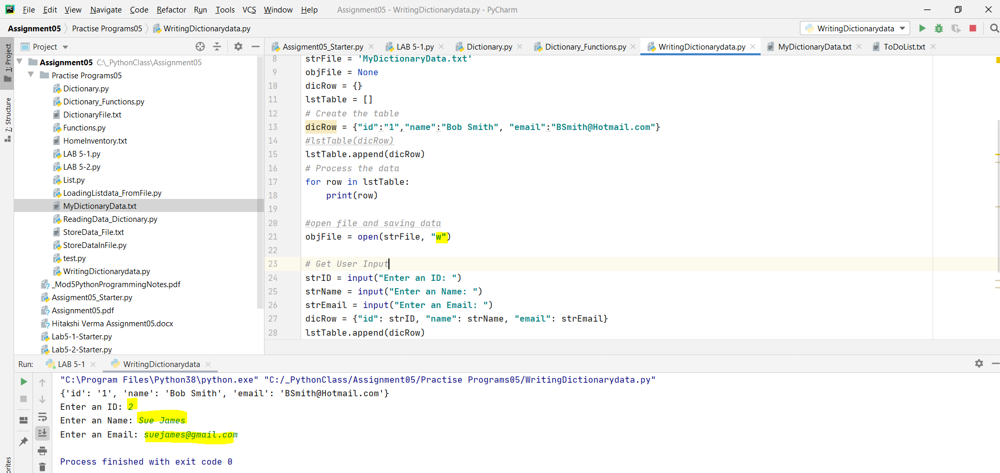 File Edit View Navigate Code Refactor Run Tools VCS Window Help Assignment05 - WritingDictionarydata.py - PyCharm
Assignment05 Practise Programs05 WritingDictionarydata.py WritingDictionarydata
Project Assigment05_Starter.py LAB 5-1.py Dictionary.py Dictionary_Functions.py WritingDictionarydata.py MyDictionaryData.txt ToDoList.txt
1: Project
7: Structure
Assignment05 C:\_PythonClass\Assignment05
Practise Programs05
Dictionary.py
Dictionary_Functions.py
DictionaryFile.txt
Functions.py
HomeInventory.txt
LAB 5-1.py
LAB 5-2.py
List.py
LoadingListdata_FromFile.py
MyDictionaryData.txt
ReadingData_Dictionary.py
StoreData_File.txt
StoreDataInFile.py
test.py
WritingDictionarydata.py
_Mod5PythonProgrammingNotes.pdf
Assigment05_Starter.py
Assignment05.pdf
Hitakshi Verma Assignment05.docx
Lab5-1-Starter.py
Lab5-2-Starter.py
8 strFile = 'MyDictionaryData.txt'
9 objFile = None
10 dicRow = {}
11 lstTable = []
12 # Create the table
13 dicRow = {"id":"1","name":"Bob Smith", "email":"BSmith@Hotmail.com"}
14 #lstTable(dicRow)
15 lstTable.append(dicRow)
16 # Process the data
17 for row in lstTable:
18 print(row)
19
20 #open file and saving data
21 objFile = open(strFile, "w")
22
23 # Get User Input
24 strID = input("Enter an ID: ")
25 strName = input("Enter an Name: ")
26 strEmail = input("Enter an Email: ")
27 dicRow = {"id": strID, "name": strName, "email": strEmail}
28 lstTable.append(dicRow)
Run: LAB 5-1 WritingDictionarydata
"C:\Program Files\Python38\python.exe" "C:/_PythonClass/Assignment05/Practise Programs05/WritingDictionarydata.py"
{'id': '1', 'name': 'Bob Smith', 'email': 'BSmith@Hotmail.com'}
Enter an ID: 2
Enter an Name: Sue James
Enter an Email: suejames@gmail.com
Process finished with exit code 0